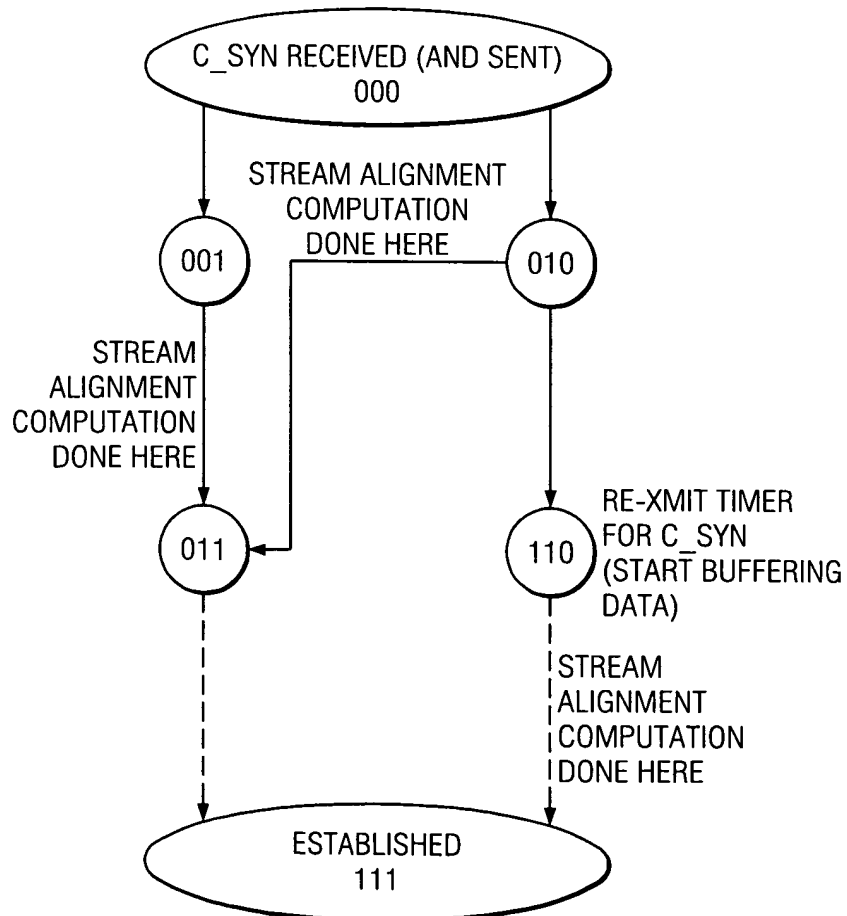 C_SYN RECEIVED (AND SENT)
000
STREAM ALIGNMENT
COMPUTATION
DONE HERE
001
010
STREAM
ALIGNMENT
COMPUTATION
DONE HERE
011
110
RE-XMIT TIMER
FOR C_SYN
(START BUFFERING
DATA)
STREAM
ALIGNMENT
COMPUTATION
DONE HERE
ESTABLISHED
111